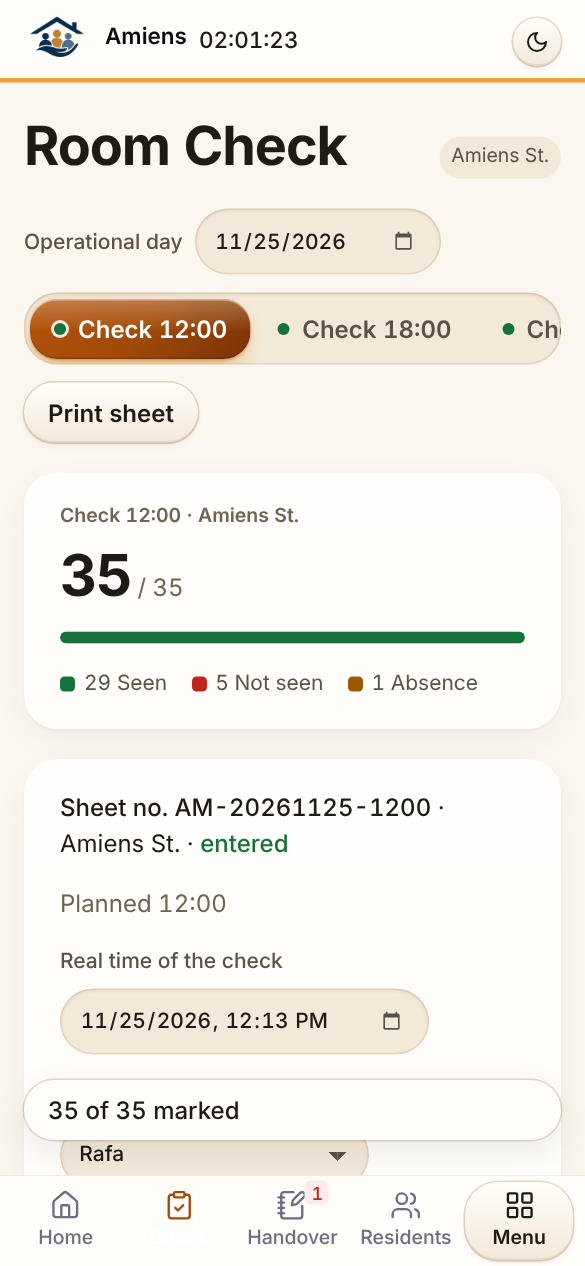 Amiens 02:01:23
Room Check
Amiens St.
Operational day 11/25/2026
Check 12:00 Check 18:00 Ch
Print sheet
Check 12:00 · Amiens St.
35 / 35
29 Seen 5 Not seen 1 Absence
Sheet no. AM-20261125-1200 ·
Amiens St. · entered
Planned 12:00
Real time of the check
11/25/2026, 12:13 PM
35 of 35 marked
Rafa
1
Home Handover Residents Menu